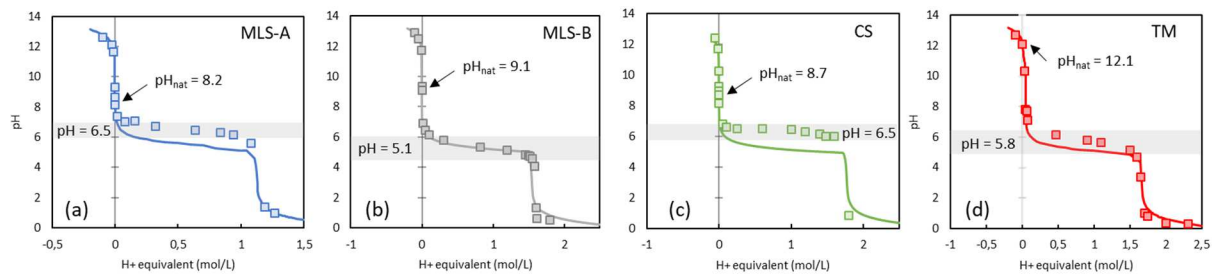 14
12
10
8
6
4
2
0
pH
MLS-A
pHnat = 8.2
pH = 6.5
(a)
-0,5
0
0,5
1
1,5
H+ equivalent (mol/L)
14
12
10
8
6
4
2
0
MLS-B
pHnat = 9.1
pH = 5.1
(b)
-1
0
1
2
H+ equivalent (mol/L)
14
12
10
8
6
4
2
0
CS
pHnat = 8.7
pH = 6.5
(c)
-1
0
1
2
H+ equivalent (mol/L)
14
12
10
8
6
4
2
0
TM
pHnat = 12.1
pH = 5.8
(d)
-1
-0,5
0
0,5
1
1,5
2
2,5
H+ equivalent (mol/L)